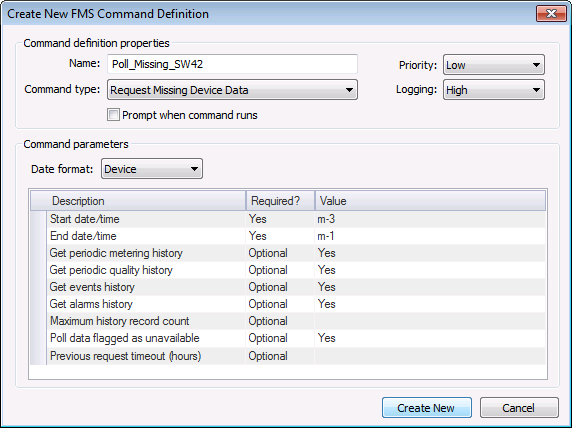 Create New FMS Command Definition
Command definition properties
Name: Poll_Missing_SW42 Priority: Low
Command type: Request Missing Device Data Logging: High
Prompt when command runs
Command parameters
Date format: Device
Description Required? Value
Start date/time Yes m-3
End date/time Yes m-1
Get periodic metering history Optional Yes
Get periodic quality history Optional Yes
Get events history Optional Yes
Get alarms history Optional Yes
Maximum history record count Optional
Poll data flagged as unavailable Optional Yes
Previous request timeout (hours) Optional
Create New Cancel